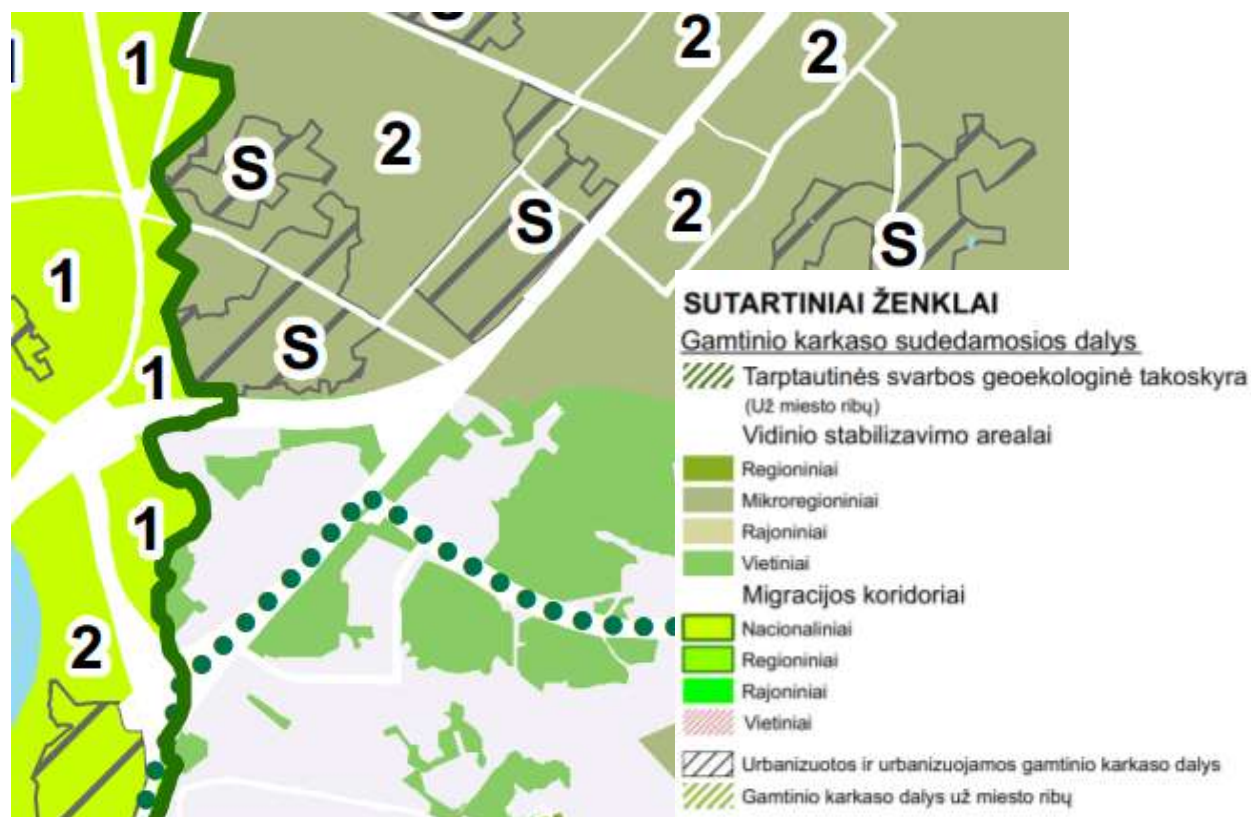 S
1
1
2
2
2
S
S
2
S
1
S
1
1
2
SUTARTINIAI ŽENKLAI
Gamtinio karkaso sudedamosios dalys
Tarptautinės svarbos geoekologinė takoskyra
(Už miesto ribų)
Vidinio stabilizavimo arealai
Regioniniai
Mikroregioniniai
Rajoniniai
Vietiniai
Migracijos koridoriai
Nacionaliniai
Regioniniai
Rajoniniai
Vietiniai
Urbanizuotos ir urbanizuojamos gamtinio karkaso dalys
Gamtinio karkaso dalys už miesto ribų